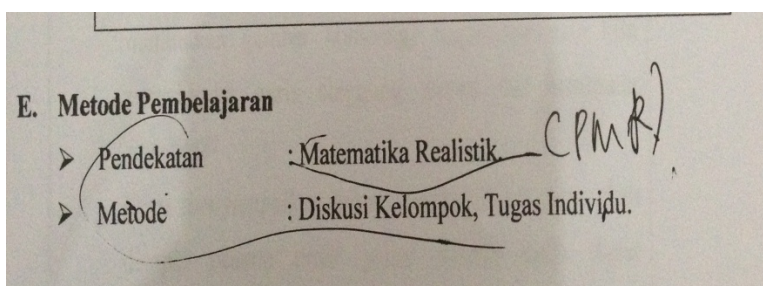 E. Metode Pembelajaran
➤ Pendekatan : Matematika Realistik. (PMR)
➤ Metode : Diskusi Kelompok, Tugas Individu.